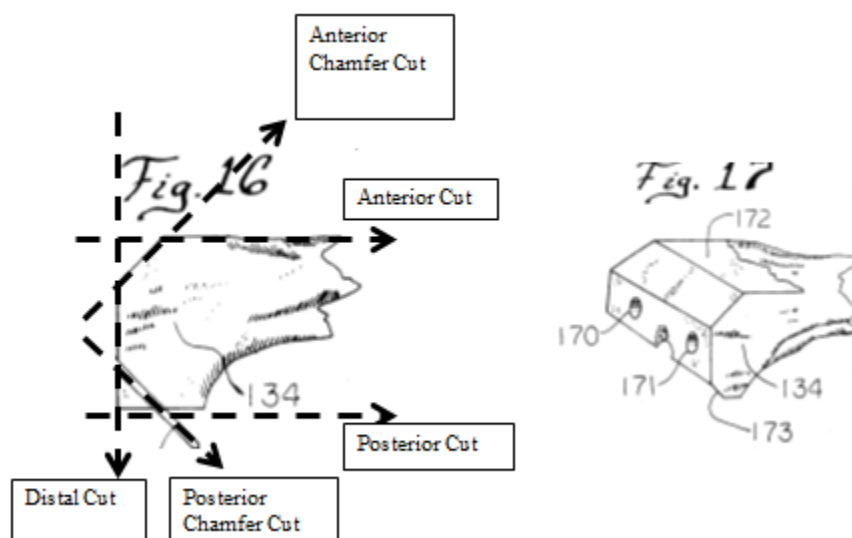 Anterior
Chamfer Cut
Fig. 16
Anterior Cut
134
Posterior Cut
Distal Cut
Posterior
Chamfer Cut
Fig. 17
172
170
171
134
173